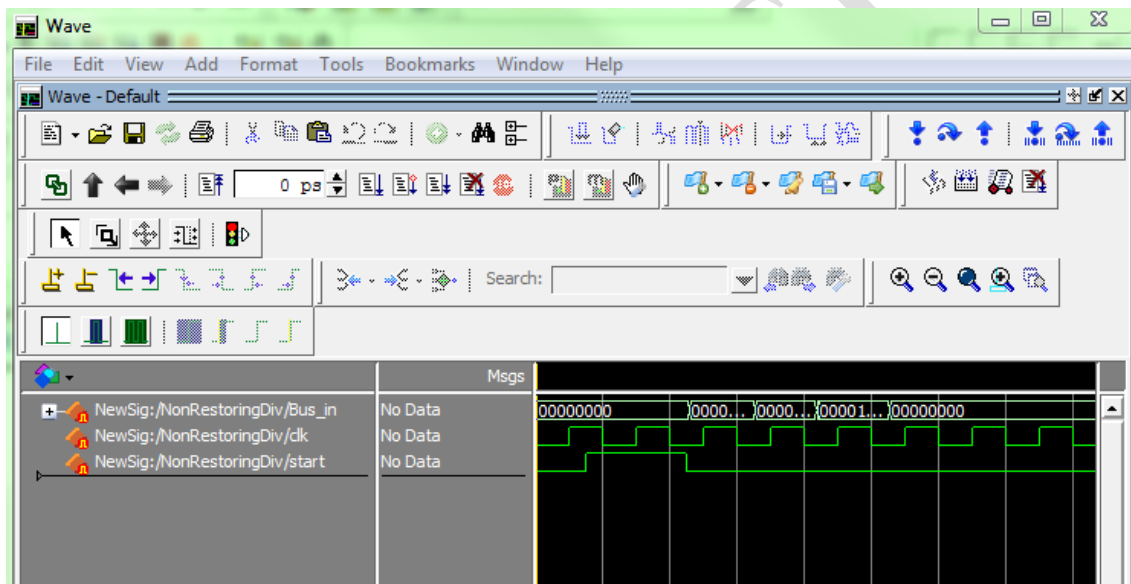 Wave
File Edit View Add Format Tools Bookmarks Window Help
Wave - Default
0 ps
Search:
Msgs
NewSig:/NonRestoringDiv/Bus_in No Data 00000000 0000... 0000... 00001... 00000000
NewSig:/NonRestoringDiv/clk No Data
NewSig:/NonRestoringDiv/start No Data